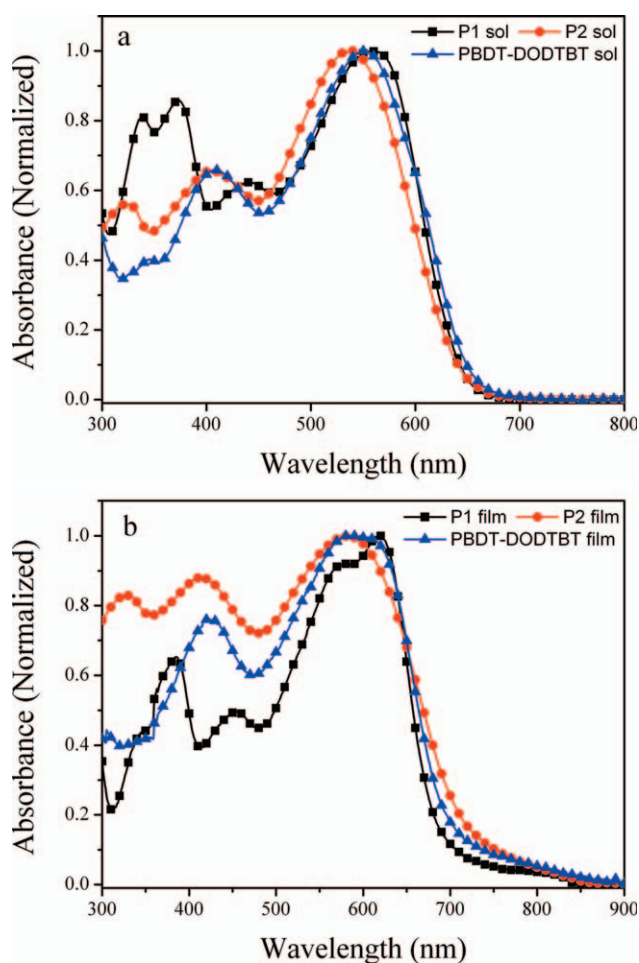 a
P1 sol P2 sol
PBDT-DODTBT sol
1.0
0.8
0.6
0.4
0.2
0.0
Absorbance (Normalized)
300 400 500 600 700 800
Wavelength (nm)
b
P1 film P2 film
PBDT-DODTBT film
1.0
0.8
0.6
0.4
0.2
0.0
Absorbance (Normalized)
300 400 500 600 700 800 900
Wavelength (nm)